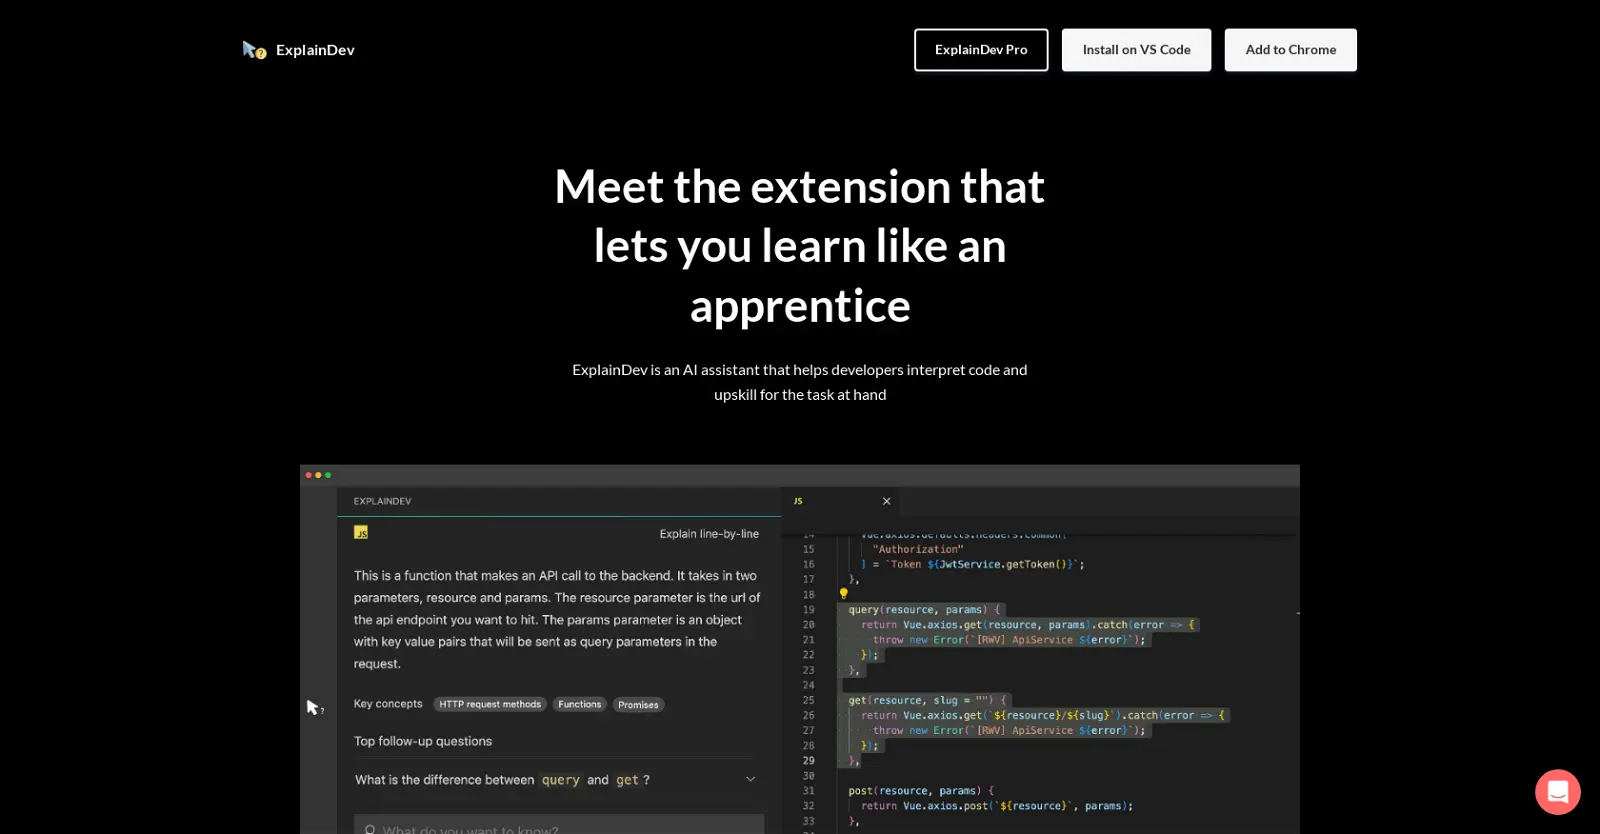 ExplainDev
ExplainDev Pro
Install on VS Code
Add to Chrome
Meet the extension that
lets you learn like an
apprentice
ExplainDev is an AI assistant that helps developers interpret code and
upskill for the task at hand
EXPLAINDEV
JS
Explain line-by-line
This is a function that makes an API call to the backend. It takes in two
parameters, resource and params. The resource parameter is the url of
the api endpoint you want to hit. The params parameter is an object
with key value pairs that will be sent as query parameters in the
request.
Key concepts HTTP request methods Functions Promises
Top follow-up questions
What is the difference between query and get ?
What do you want to know?
JS
14 Vue.axios.defaults.headers.common[
15 "Authorization"
16 ] = `Token ${JwtService.getToken()}`;
17 },
18
19 query(resource, params) {
20 return Vue.axios.get(resource, params).catch(error => {
21 throw new Error(`[RWV] ApiService ${error}`);
22 });
23 },
24
25 get(resource, slug = "") {
26 return Vue.axios.get(`${resource}/${slug}`).catch(error => {
27 throw new Error(`[RWV] ApiService ${error}`);
28 });
29 },
30
31 post(resource, params) {
32 return Vue.axios.post(`${resource}`, params);
33 },